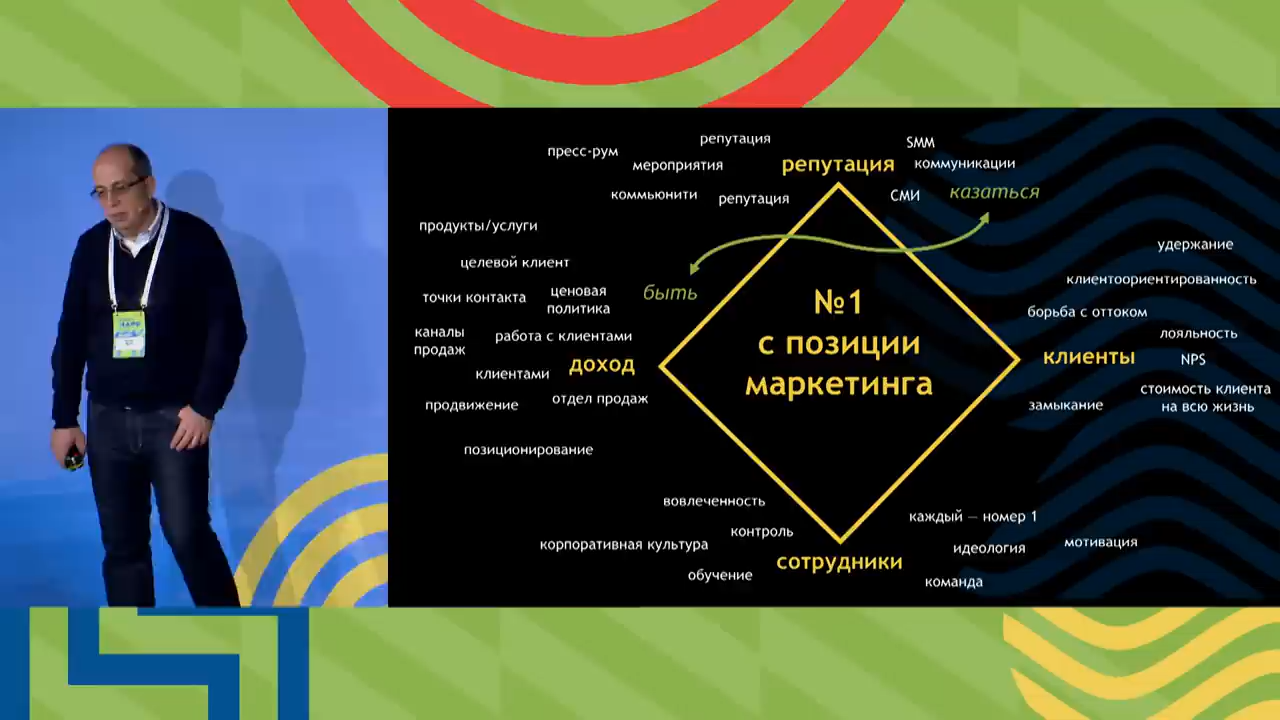 репутация
SMM
пресс-рум
мероприятия
репутация
коммуникации
коммьюнити
репутация
СМИ
казаться
продукты/услуги
удержание
целевой клиент
клиентоориентированность
точки контакта
ценовая
политика
быть
№1
с позиции
маркетинга
борьба с оттоком
каналы
продаж
работа с клиентами
лояльность
доход
клиенты
NPS
клиентами
стоимость клиента
на всю жизнь
продвижение
отдел продаж
замыкание
позиционирование
вовлеченность
каждый — номер 1
контроль
корпоративная культура
идеология
мотивация
сотрудники
обучение
команда